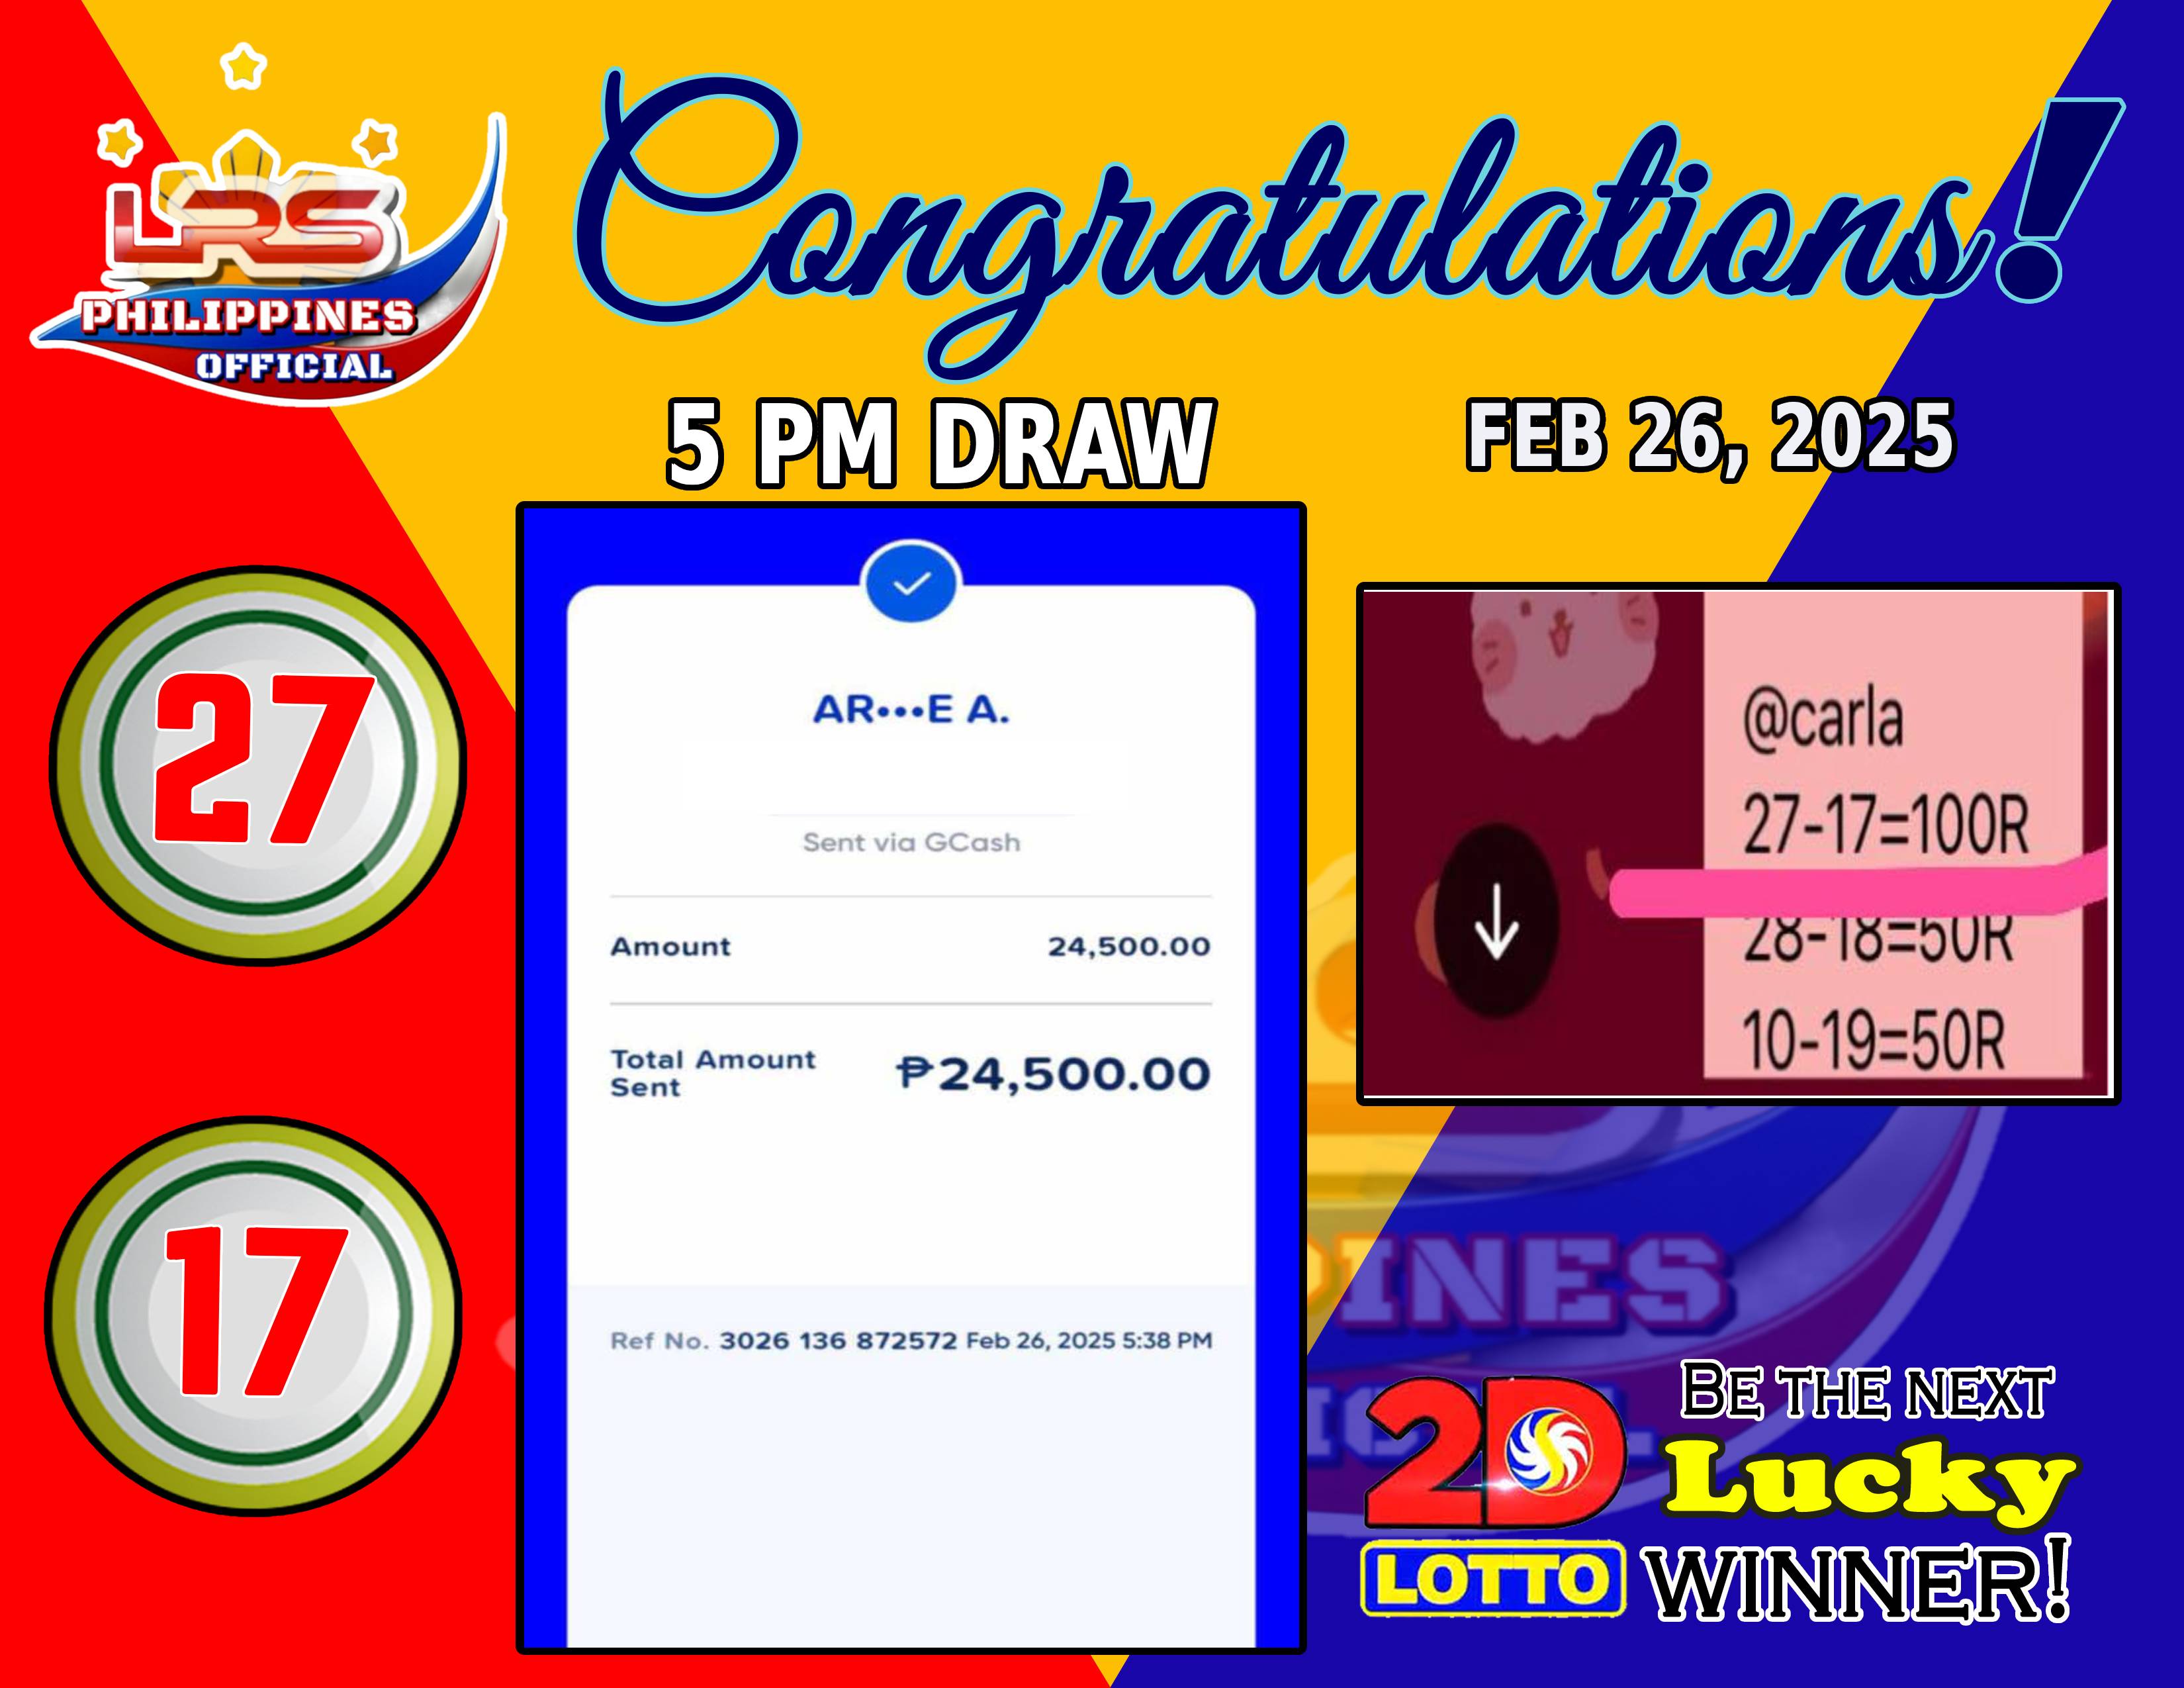 LRS
PHILIPPINES
OFFICIAL
Congratulations!
5 PM DRAW
FEB 26, 2025
27
17
AR•••E A.
Sent via GCash
Amount 24,500.00
Total Amount
Sent
₱24,500.00
Ref No. 3026 136 872572 Feb 26, 2025 5:38 PM
@carla
27-17=100R
28-18=50R
10-19=50R
PINES
2D
LOTTO
BE THE NEXT
Lucky
WINNER!